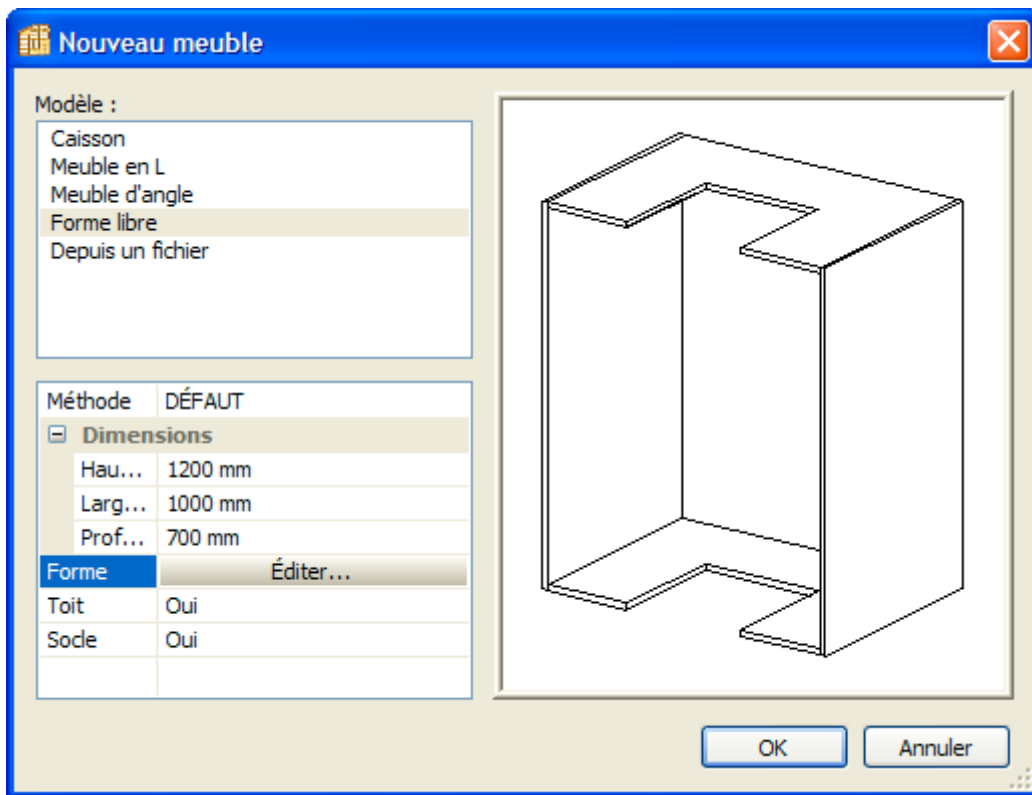 Nouveau meuble
Modèle :
Caisson
Meuble en L
Meuble d'angle
Forme libre
Depuis un fichier
Méthode DÉFAUT
Dimensions
Hau... 1200 mm
Larg... 1000 mm
Prof... 700 mm
Forme Éditer...
Toit Oui
Socle Oui
OK Annuler